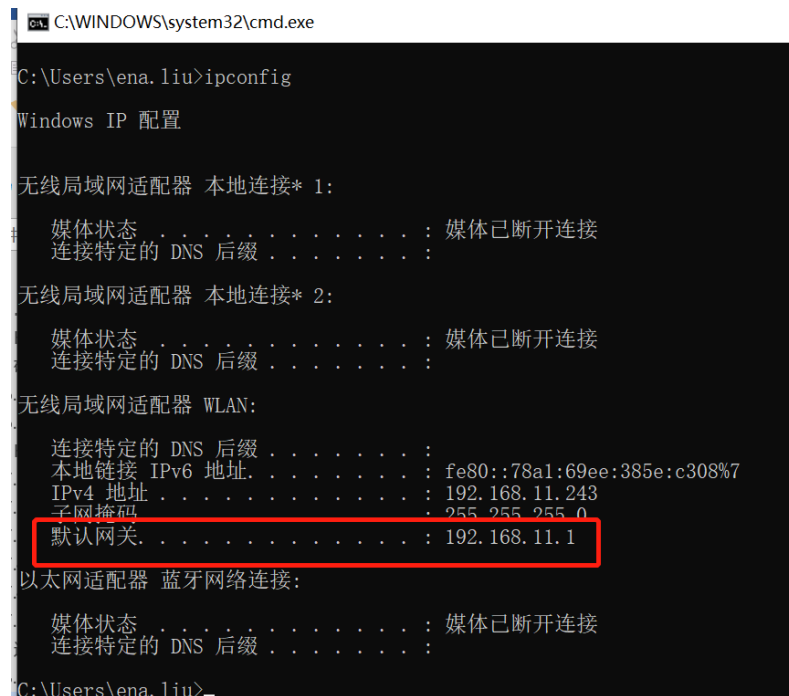 C:\WINDOWS\system32\cmd.exe
C:\Users\ena.liu>ipconfig
Windows IP 配置
无线局域网适配器 本地连接* 1:
媒体状态 . . . . . . . . . . . . : 媒体已断开连接
连接特定的 DNS 后缀 . . . . . . . :
无线局域网适配器 本地连接* 2:
媒体状态 . . . . . . . . . . . . : 媒体已断开连接
连接特定的 DNS 后缀 . . . . . . . :
无线局域网适配器 WLAN:
连接特定的 DNS 后缀 . . . . . . . :
本地链接 IPv6 地址. . . . . . . . : fe80::78a1:69ee:385e:c308%7
IPv4 地址 . . . . . . . . . . . . : 192.168.11.243
子网掩码 . . . . . . . . . . . . : 255.255.255.0
默认网关. . . . . . . . . . . . . : 192.168.11.1
以太网适配器 蓝牙网络连接:
媒体状态 . . . . . . . . . . . . : 媒体已断开连接
连接特定的 DNS 后缀 . . . . . . . :
C:\Users\ena.liu>_